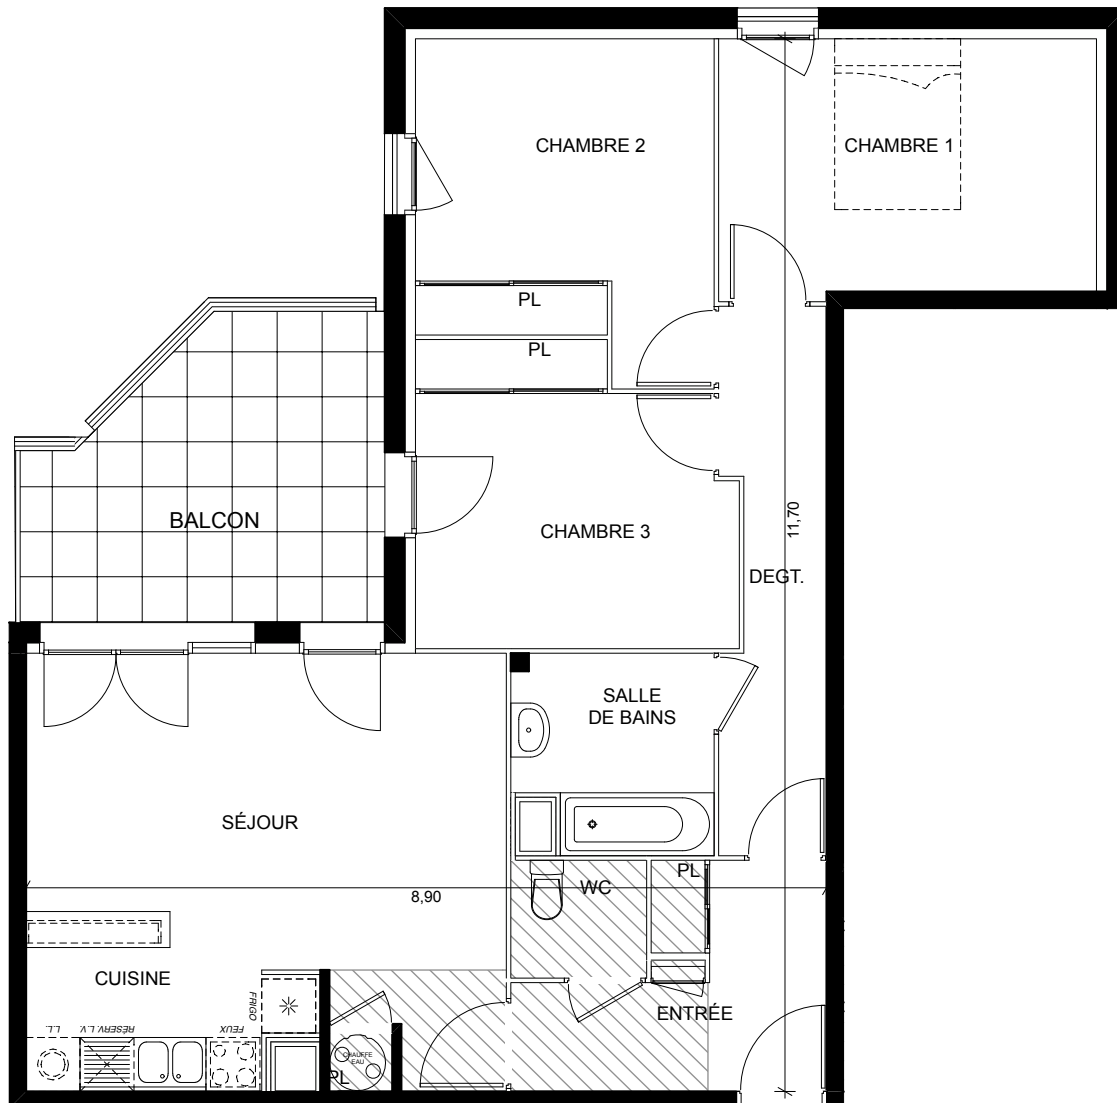 CHAMBRE 2
CHAMBRE 1
PL
PL
BALCON
CHAMBRE 3
11,70
DEGT.
SALLE
DE BAINS
SÉJOUR
PL
WC
8,90
CUISINE
FRIGO
ENTRÉE
L.L.
RÉSERV. L.V.
FEUX
CHAUFFE
EAU
PL